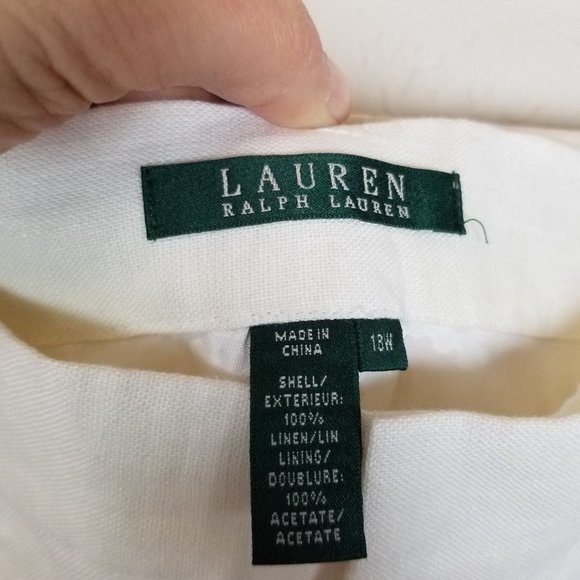 LAUREN
RALPH LAUREN
MADE IN
CHINA
18W
SHELL/
EXTERIEUR:
100%
LINEN/LIN
LINING/
DOUBLURE:
100%
ACETATE/
ACETATE